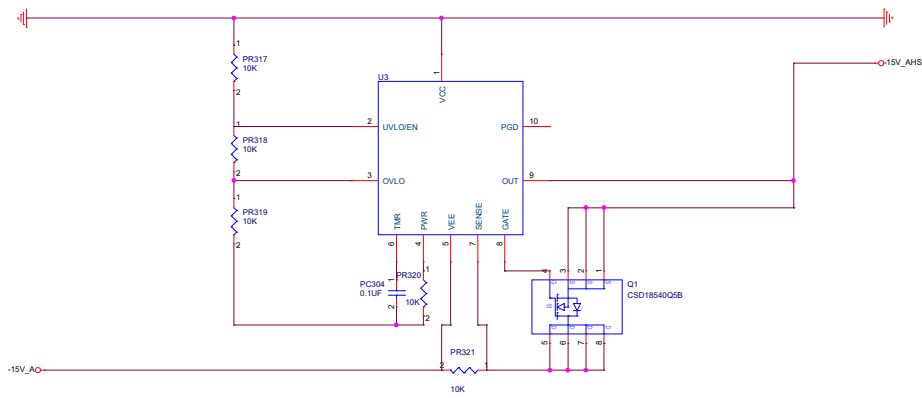 1
PR317
10K
2
U3
1
VCC
-15V_AHS
1
2
UVLO/EN
PGD
10
PR318
10K
2
3
OVLO
OUT
9
1
PR319
10K
2
TMR
PWR
VEE
SENSE
GATE
6
4
5
7
8
1
PC304
0.1UF
2
1
PR320
10K
2
4
3
2
1
Q1
CSD18540Q5B
5
6
7
8
PR321
-15V_A
2
1
10K